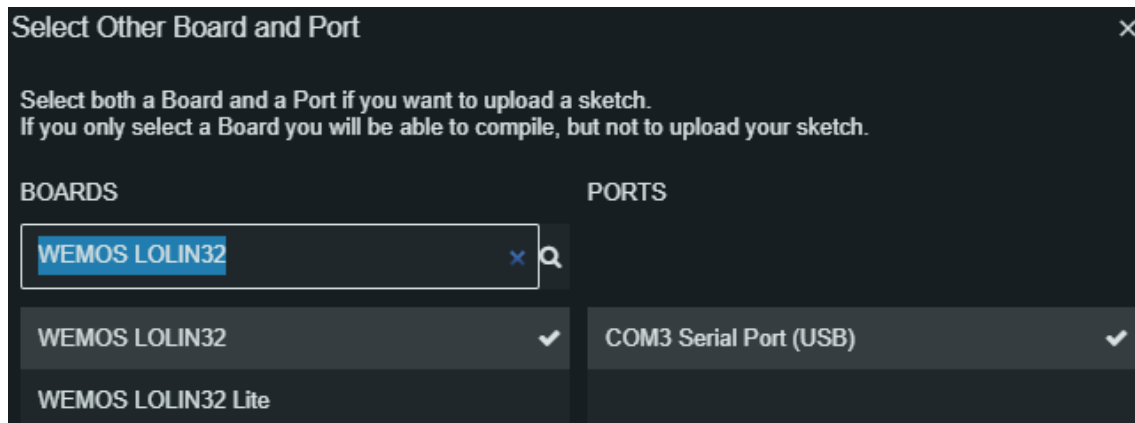 Select Other Board and Port
Select both a Board and a Port if you want to upload a sketch.
If you only select a Board you will be able to compile, but not to upload your sketch.
BOARDS
PORTS
WEMOS LOLIN32
WEMOS LOLIN32
COM3 Serial Port (USB)
WEMOS LOLIN32 Lite